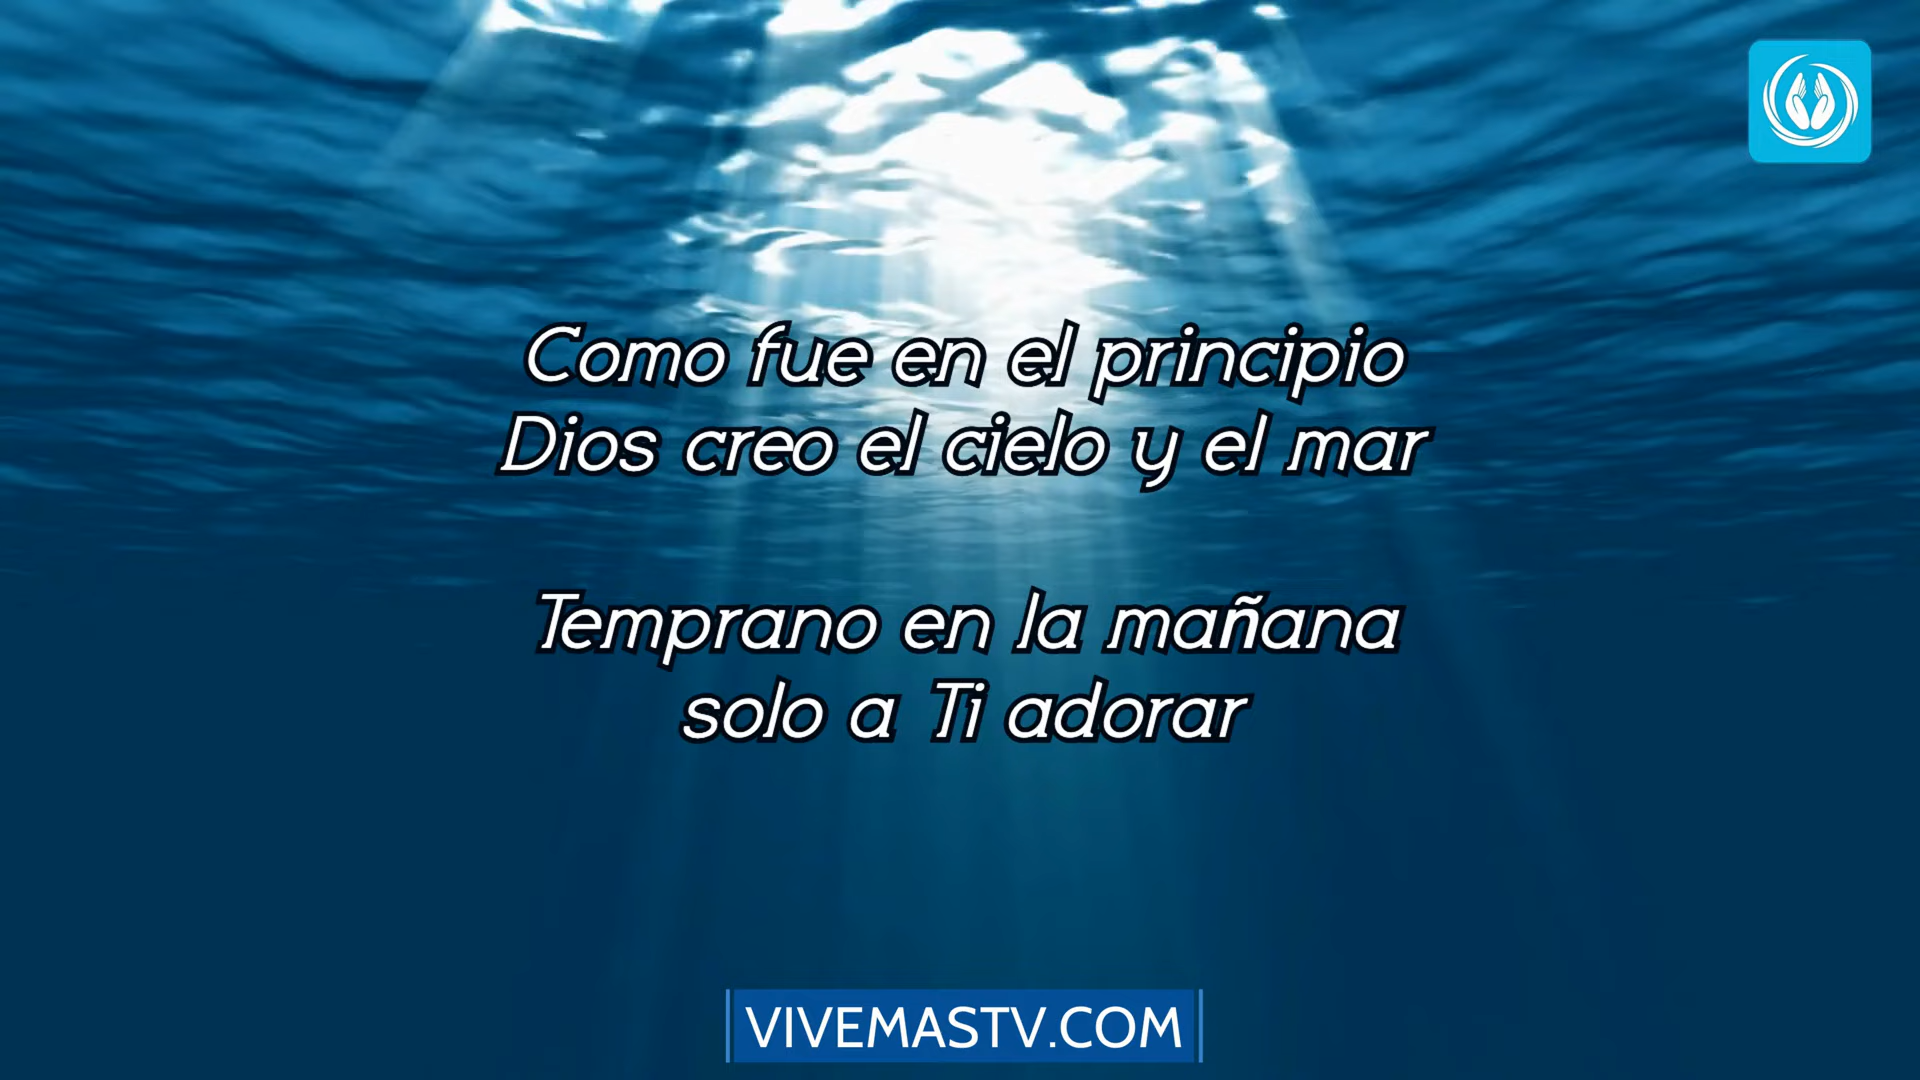 Como fue en el principio
Dios creo el cielo y el mar
Temprano en la mañana
solo a Ti adorar
VIVEMASTV.COM